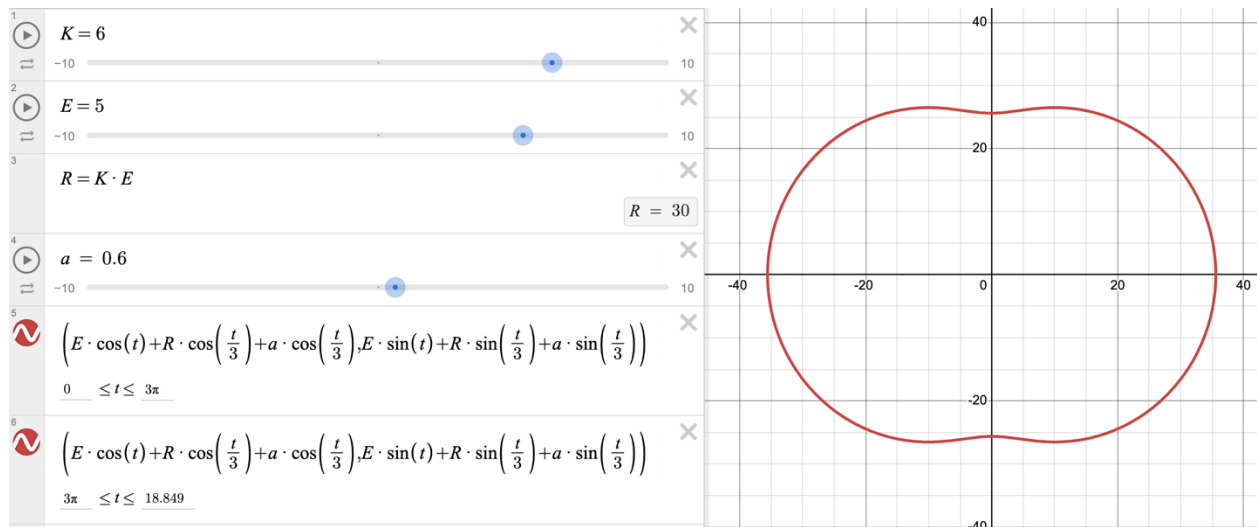 1
K = 6
-10
10
2
E = 5
-10
10
3
R = K · E
R = 30
4
a = 0.6
-10
10
5
(E · cos(t)+R · cos(t/3)+a · cos(t/3),E · sin(t)+R · sin(t/3)+a · sin(t/3))
0 ≤ t ≤ 3π
6
(E · cos(t)+R · cos(t/3)+a · cos(t/3),E · sin(t)+R · sin(t/3)+a · sin(t/3))
3π ≤ t ≤ 18.849
40
20
-40 -20 0 20 40
-20
-40